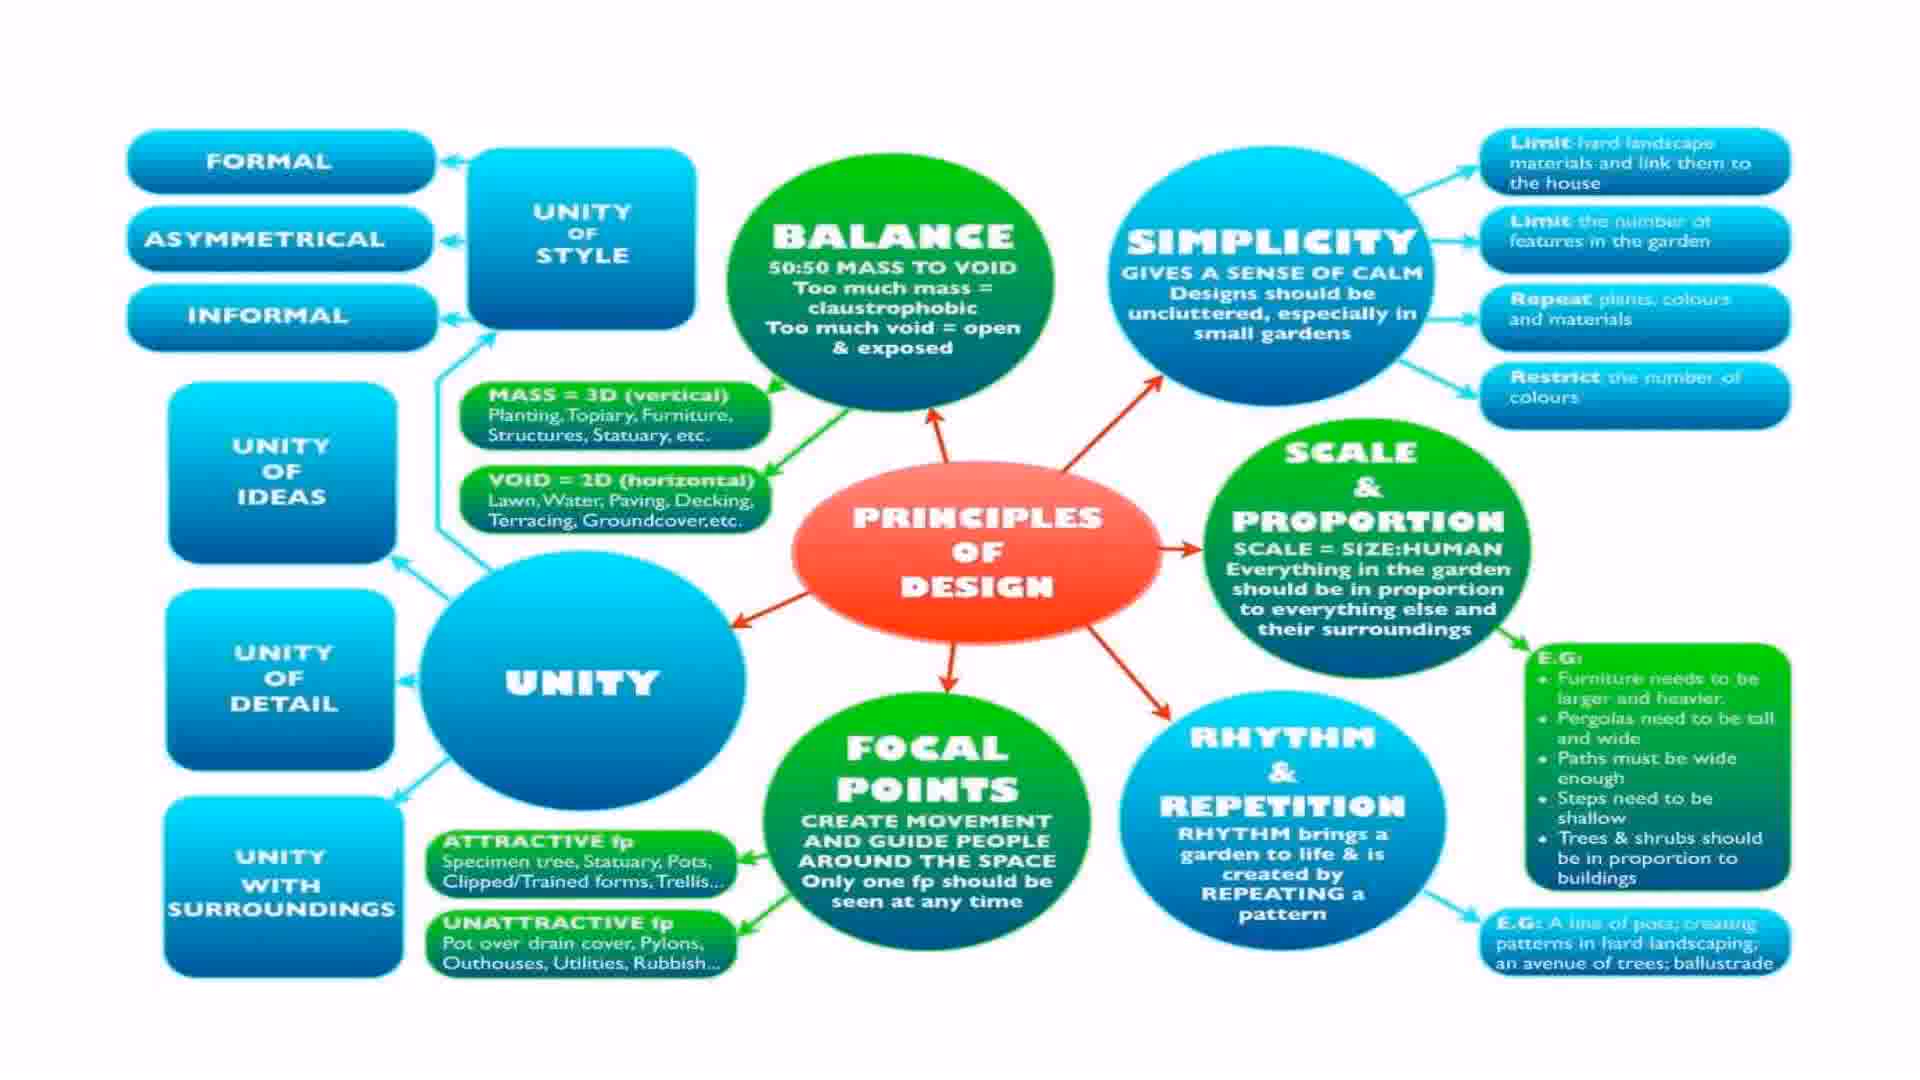 FORMAL
ASYMMETRICAL
INFORMAL
UNITY
OF
STYLE
BALANCE
50:50 MASS TO VOID
Too much mass =
claustrophobic
Too much void = open
& exposed
MASS = 3D (vertical)
Planting, Topiary, Furniture,
Structures, Statuary, etc.
VOID = 2D (horizontal)
Lawn, Water, Paving, Decking,
Terracing, Groundcover, etc.
SIMPLICITY
GIVES A SENSE OF CALM
Designs should be
uncluttered, especially in
small gardens
Limit hard landscape
materials and link them to
the house
Limit the number of
features in the garden
Repeat plants, colours
and materials
Restrict the number of
colours
UNITY
OF
IDEAS
PRINCIPLES
OF
DESIGN
SCALE
&
PROPORTION
SCALE = SIZE:HUMAN
Everything in the garden
should be in proportion
to everything else and
their surroundings
E.G:
• Furniture needs to be
larger and heavier.
• Pergolas need to be tall
and wide
• Paths must be wide
enough
• Steps need to be
shallow
• Trees & shrubs should
be in proportion to
buildings
UNITY
OF
DETAIL
UNITY
UNITY
WITH
SURROUNDINGS
FOCAL
POINTS
CREATE MOVEMENT
AND GUIDE PEOPLE
AROUND THE SPACE
Only one fp should be
seen at any time
ATTRACTIVE fp
Specimen tree, Statuary, Pots,
Clipped/Trained forms, Trellis...
UNATTRACTIVE fp
Pot over drain cover, Pylons,
Outhouses, Utilities, Rubbish...
RHYTHM
&
REPETITION
RHYTHM brings a
garden to life & is
created by
REPEATING a
pattern
E.G: A line of pots; creating
patterns in hard landscaping;
an avenue of trees; ballustrade